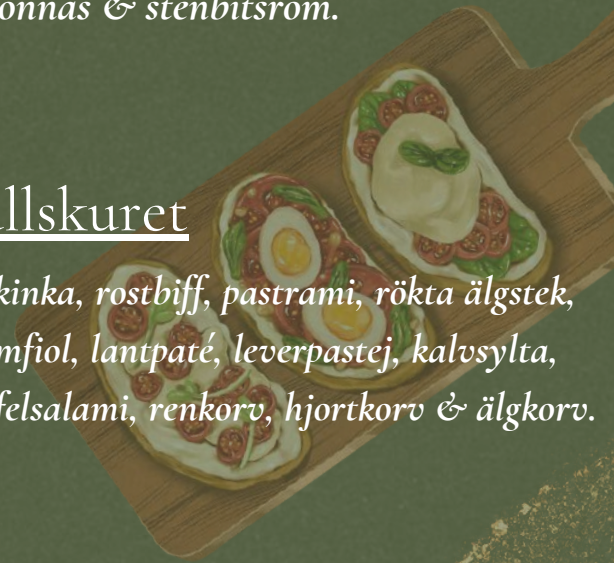 onnäs & stenbitsrom.
llskuret
kinka, rostbiff, pastrami, rökta älgstek,
mfiol, lantpaté, leverpastej, kalvsylta,
felsalami, renkorv, hjortkorv & älgkorv.